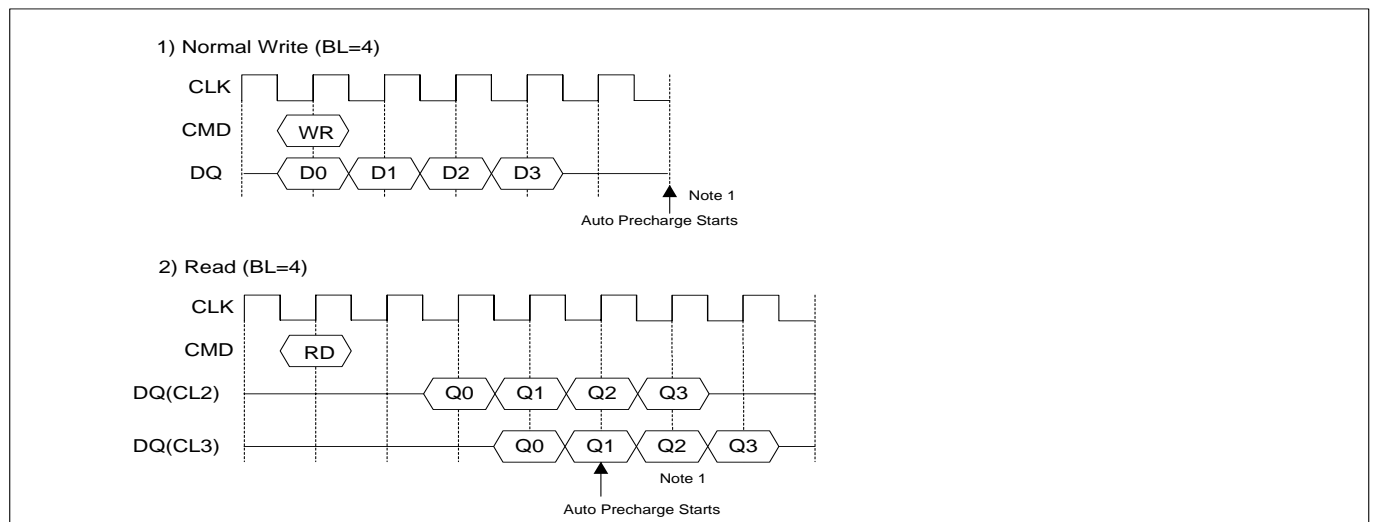 1) Normal Write (BL=4)
CLK
CMD WR
DQ D0 D1 D2 D3
Note 1
Auto Precharge Starts
2) Read (BL=4)
CLK
CMD RD
DQ(CL2) Q0 Q1 Q2 Q3
DQ(CL3) Q0 Q1 Q2 Q3
Note 1
Auto Precharge Starts